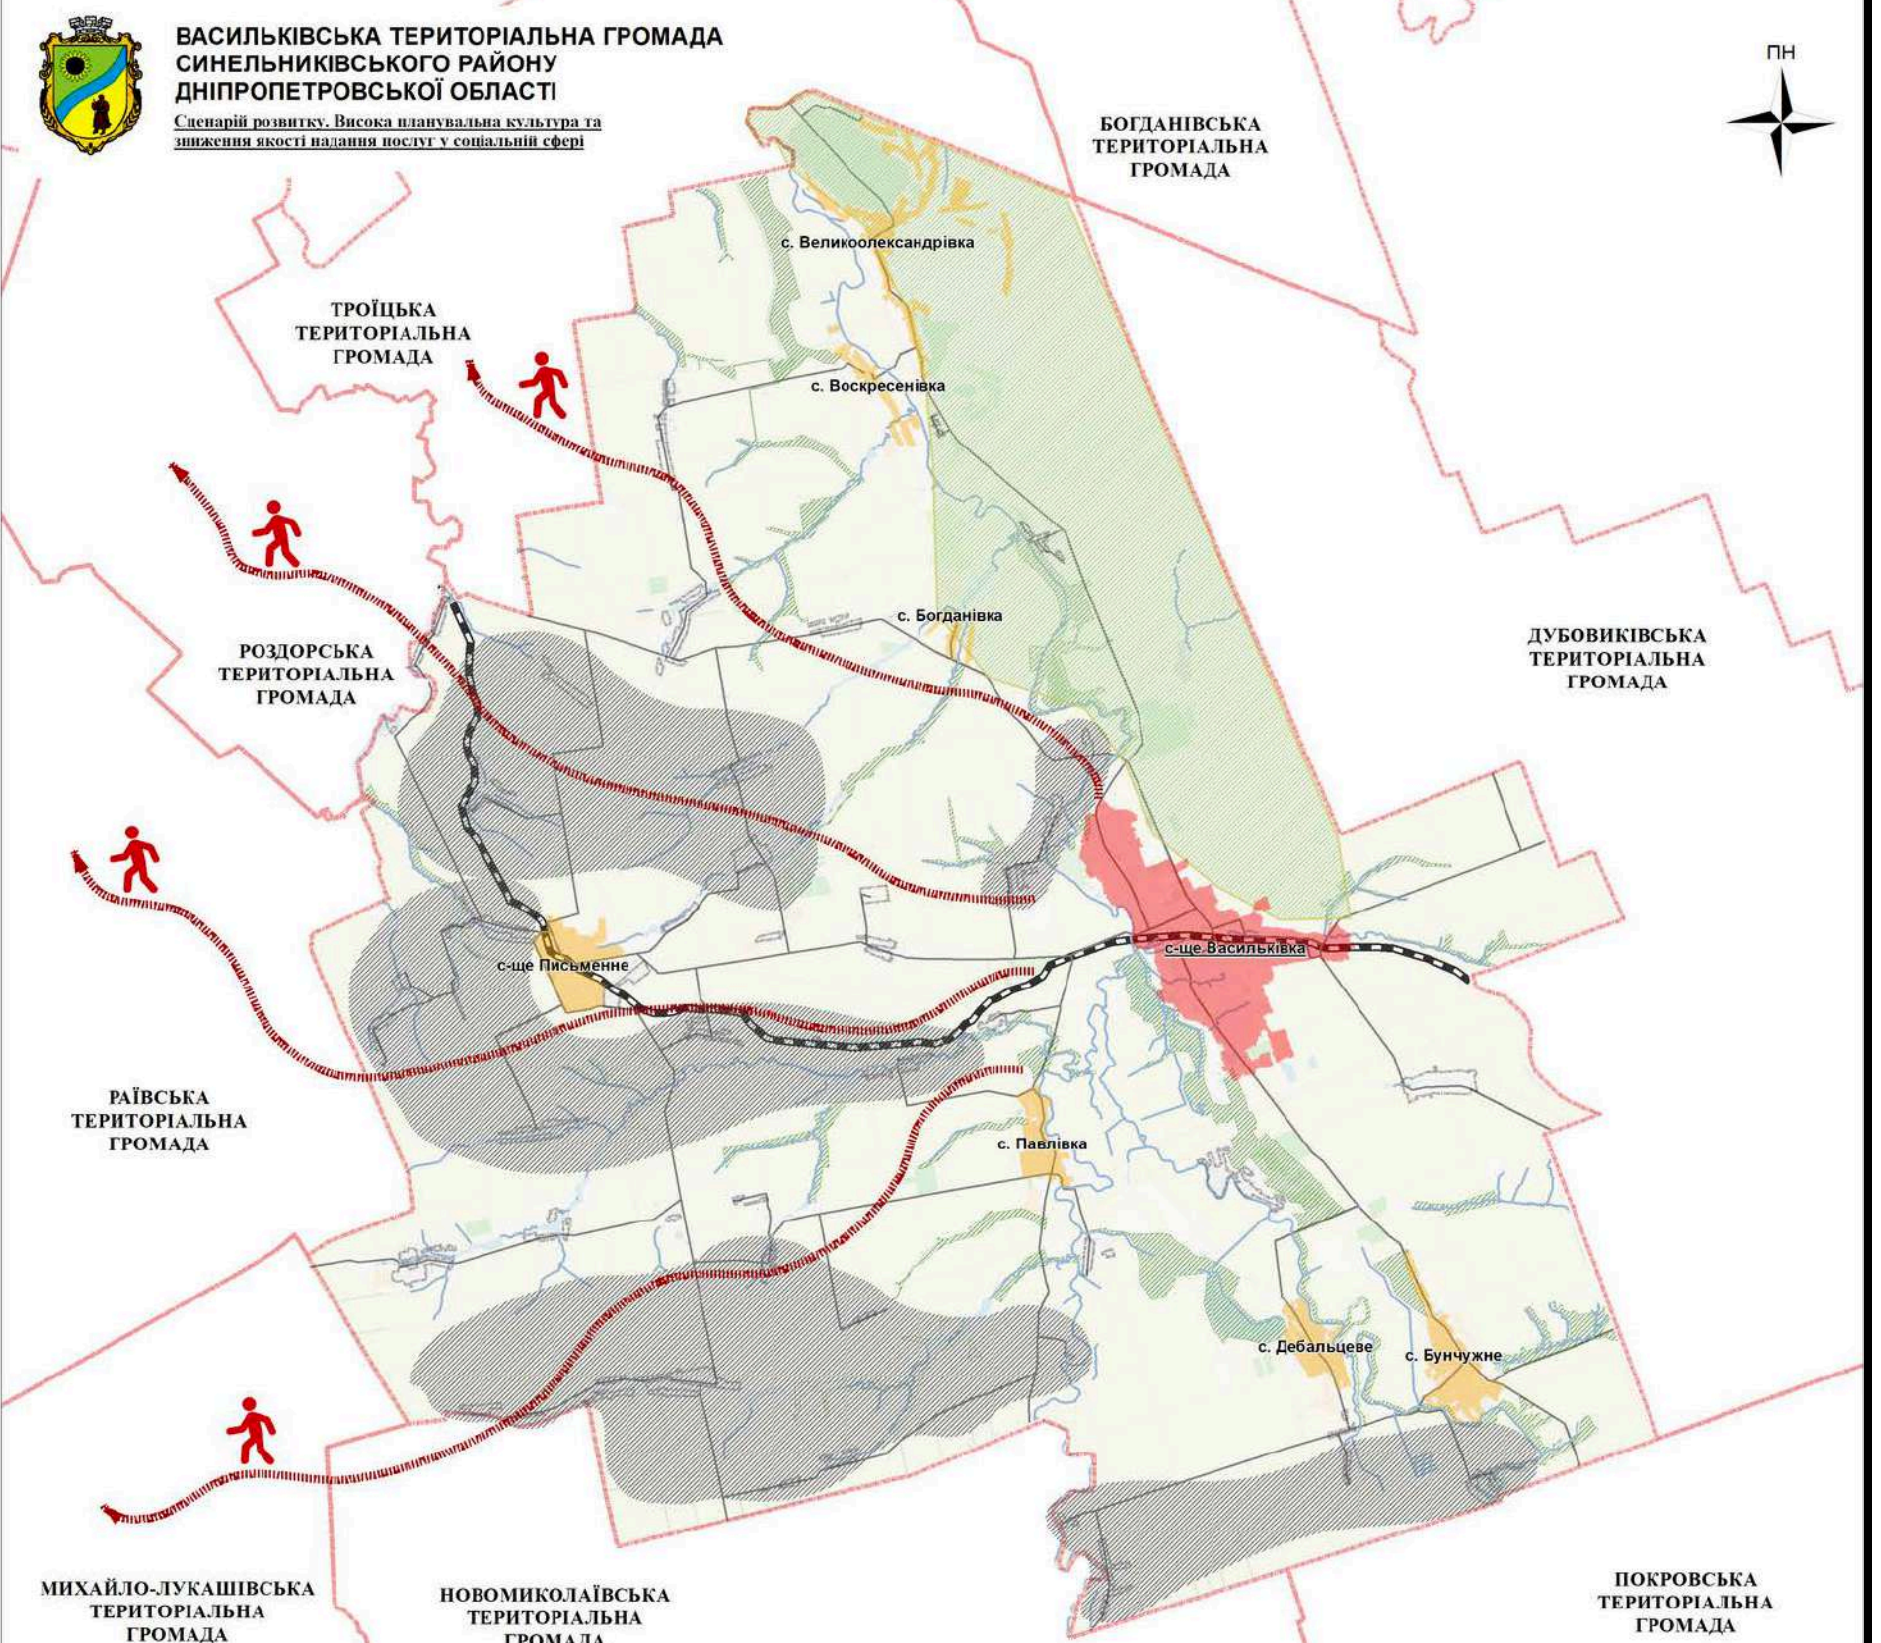 ВАСИЛЬКІВСЬКА ТЕРИТОРІАЛЬНА ГРОМАДА
СИНЕЛЬНИКІВСЬКОГО РАЙОНУ
ДНІПРОПЕТРОВСЬКОЇ ОБЛАСТІ
Сценарій розвитку. Висока планувальна культура та
зниження якості надання послуг у соціальній сфері
ПН
БОГДАНІВСЬКА
ТЕРИТОРІАЛЬНА
ГРОМАДА
с. Великоолександрівка
ТРОЇЦЬКА
ТЕРИТОРІАЛЬНА
ГРОМАДА
с. Воскресенівка
с. Богданівка
ДУБОВИКІВСЬКА
ТЕРИТОРІАЛЬНА
ГРОМАДА
РОЗДОРСЬКА
ТЕРИТОРІАЛЬНА
ГРОМАДА
с-ще Васильківка
с-ще Письменне
РАЇВСЬКА
ТЕРИТОРІАЛЬНА
ГРОМАДА
с. Павлівка
с. Дебальцеве
с. Бунчужне
МИХАЙЛО-ЛУКАШІВСЬКА
ТЕРИТОРІАЛЬНА
ГРОМАДА
НОВОМИКОЛАЇВСЬКА
ТЕРИТОРІАЛЬНА
ГРОМАДА
ПОКРОВСЬКА
ТЕРИТОРІАЛЬНА
ГРОМАДА